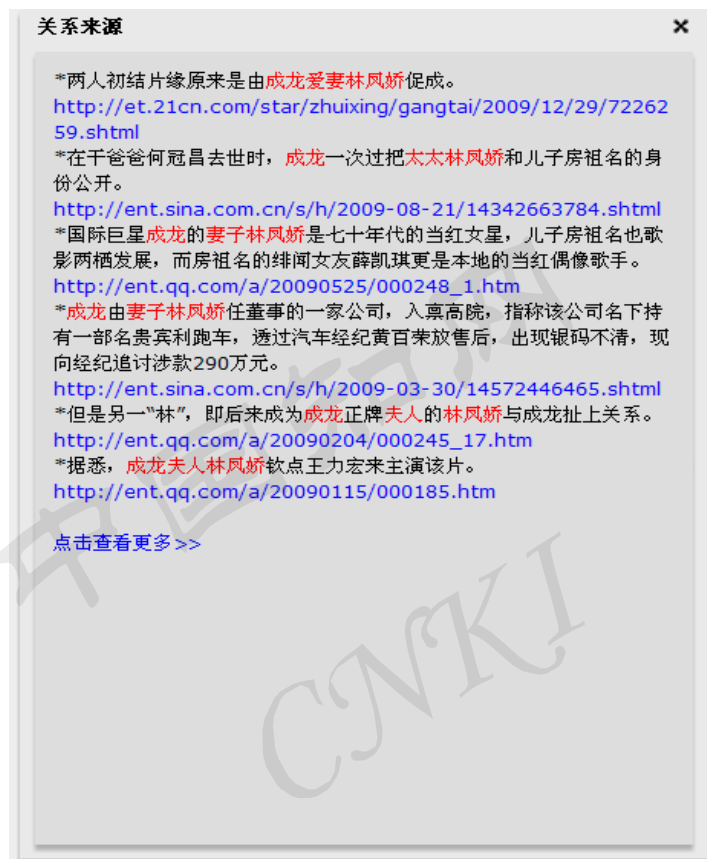 关系来源
*两人初结片缘原来是由成龙爱妻林凤娇促成。
http://et.21cn.com/star/zhuixing/gangtai/2009/12/29/72262
59.shtml
*在干爸爸何冠昌去世时，成龙一次过把太太林凤娇和儿子房祖名的身
份公开。
http://ent.sina.com.cn/s/h/2009-08-21/14342663784.shtml
*国际巨星成龙的妻子林凤娇是七十年代的当红女星，儿子房祖名也歌
影两栖发展，而房祖名的绯闻女友薛凯琪更是本地的当红偶像歌手。
http://ent.qq.com/a/20090525/000248_1.htm
*成龙由妻子林凤娇任董事的一家公司，入禀高院，指称该公司名下持
有一部名贵宾利跑车，透过汽车经纪黄百荣放售后，出现银码不清，现
向经纪追讨涉款290万元。
http://ent.sina.com.cn/s/h/2009-03-30/14572446465.shtml
*但是另一“林”，即后来成为成龙正牌夫人的林凤娇与成龙扯上关系。
http://ent.qq.com/a/20090204/000245_17.htm
*据悉，成龙夫人林凤娇钦点王力宏来主演该片。
http://ent.qq.com/a/20090115/000185.htm
点击查看更多>>
中国知网
CNKI